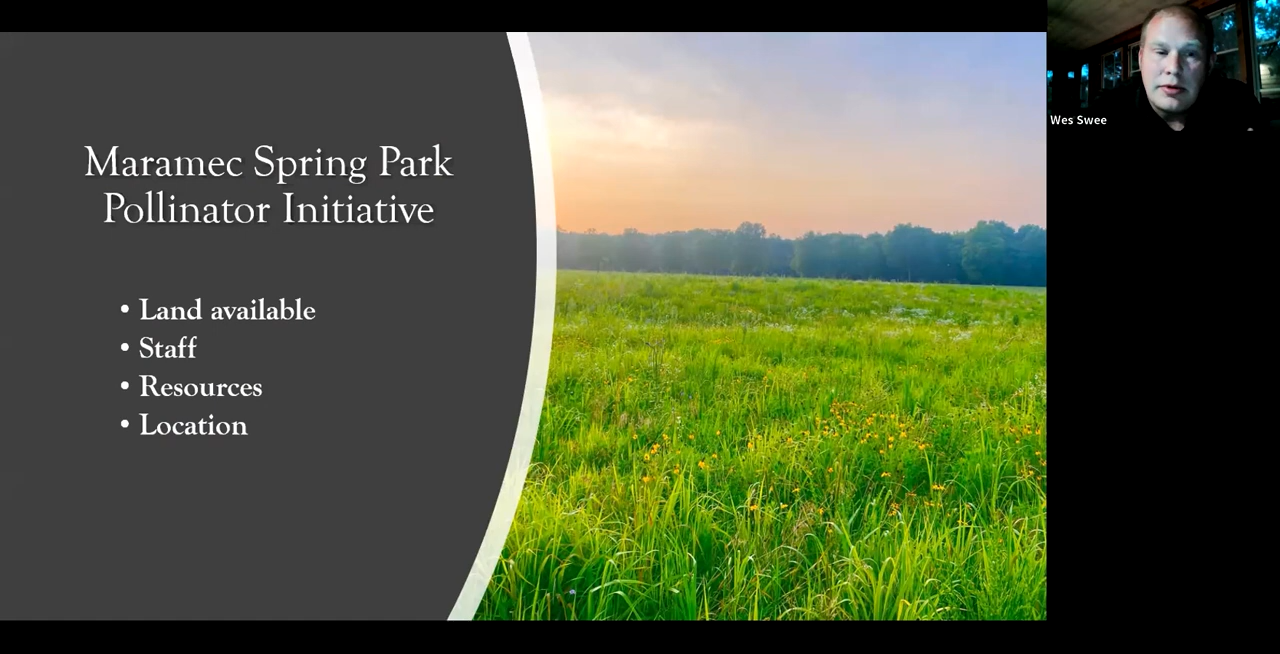 Maramec Spring Park
Pollinator Initiative
• Land available
• Staff
• Resources
• Location
Wes Swee